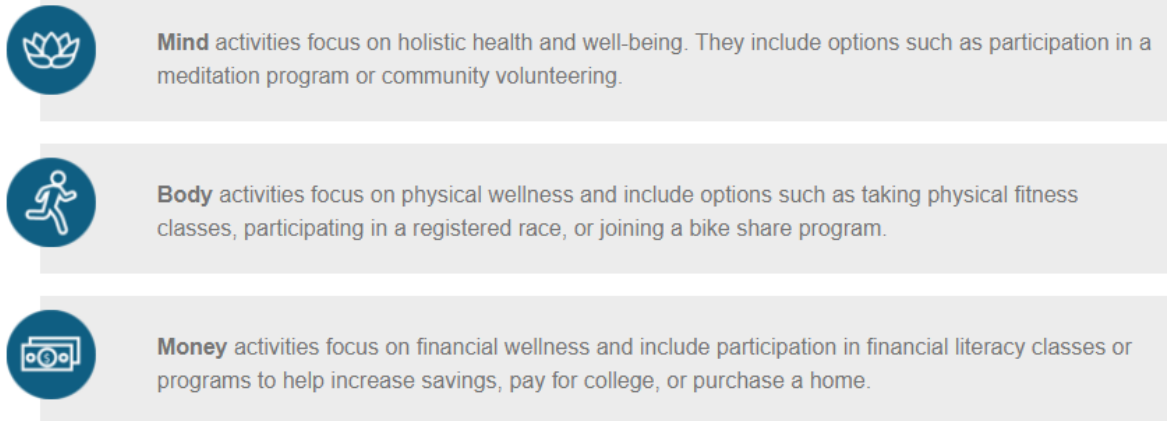 Mind activities focus on holistic health and well-being. They include options such as participation in a
meditation program or community volunteering.
Body activities focus on physical wellness and include options such as taking physical fitness
classes, participating in a registered race, or joining a bike share program.
Money activities focus on financial wellness and include participation in financial literacy classes or
programs to help increase savings, pay for college, or purchase a home.